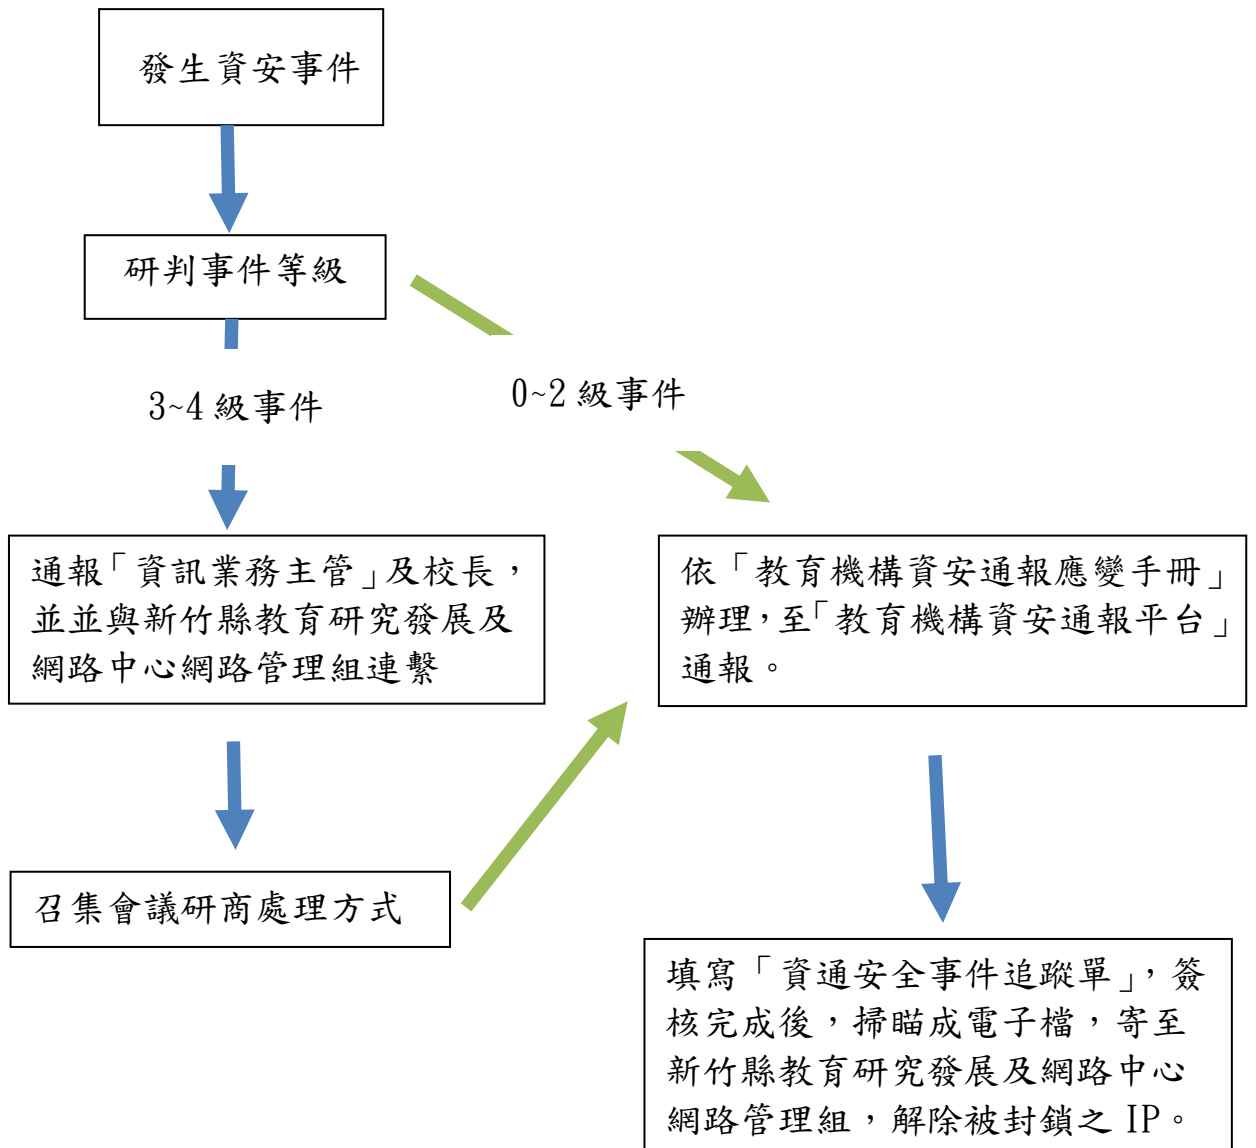 發生資安事件
研判事件等級
3~4 級事件
0~2 級事件
通報「資訊業務主管」及校長，
並並與新竹縣教育研究發展及
網路中心網路管理組連繫
依「教育機構資安通報應變手冊」
辦理，至「教育機構資安通報平台」
通報。
召集會議研商處理方式
填寫「資通安全事件追蹤單」，簽
核完成後，掃瞄成電子檔，寄至
新竹縣教育研究發展及網路中心
網路管理組，解除被封鎖之 IP。